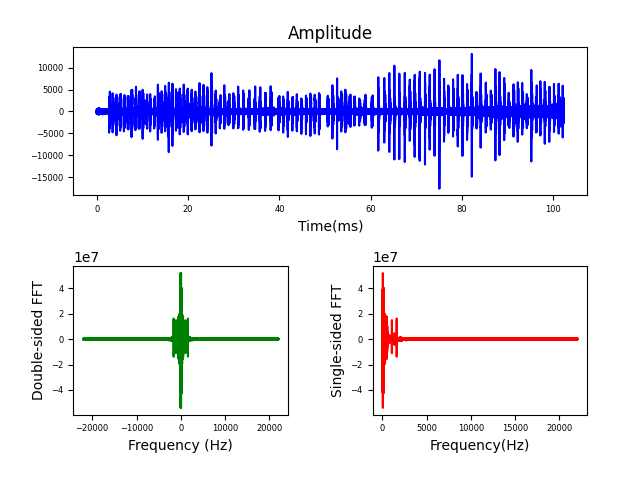 Amplitude
10000
5000
0
−5000
−10000
−15000
0 20 40 60 80 100
Time(ms)
1e7
Double-sided FFT
4
2
0
−2
−4
−20000 −10000 0 10000 20000
Frequency (Hz)
1e7
Single-sided FFT
4
2
0
−2
−4
0 5000 10000 15000 20000
Frequency(Hz)